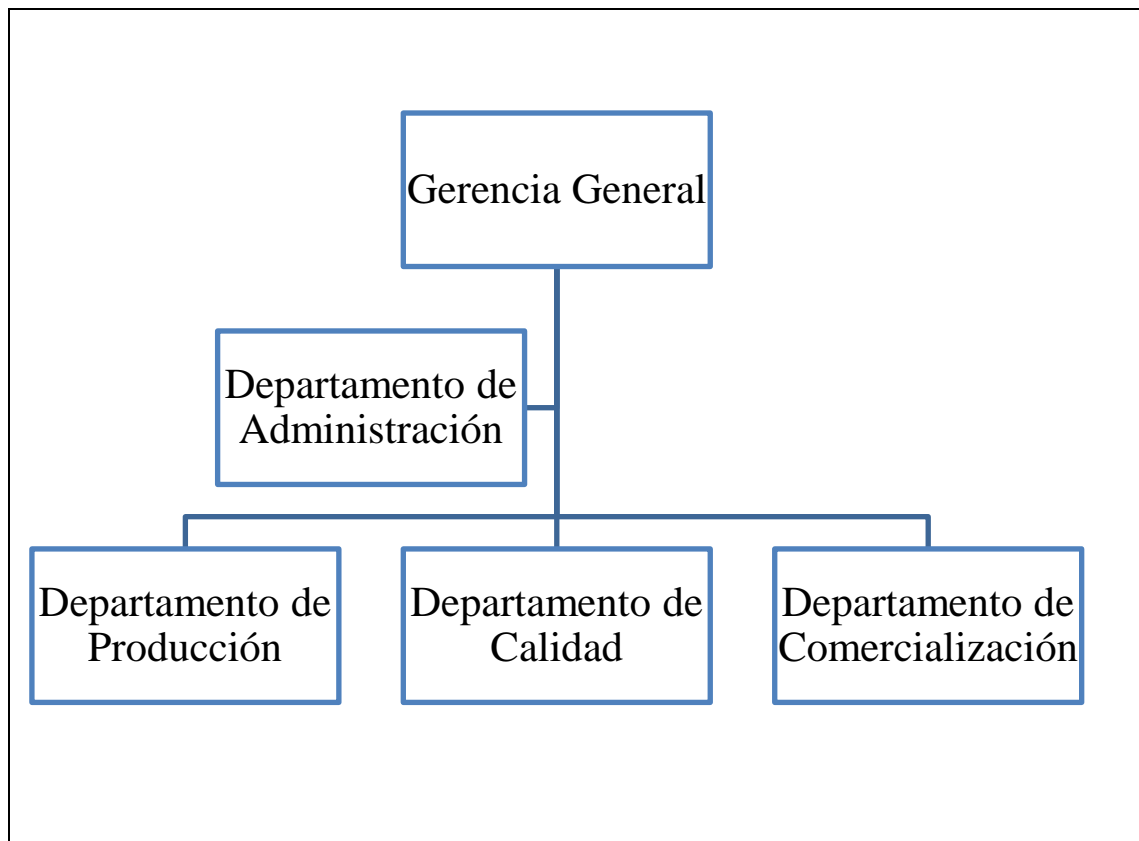 Gerencia General
Departamento de
Administración
Departamento de
Producción
Departamento de
Calidad
Departamento de
Comercialización